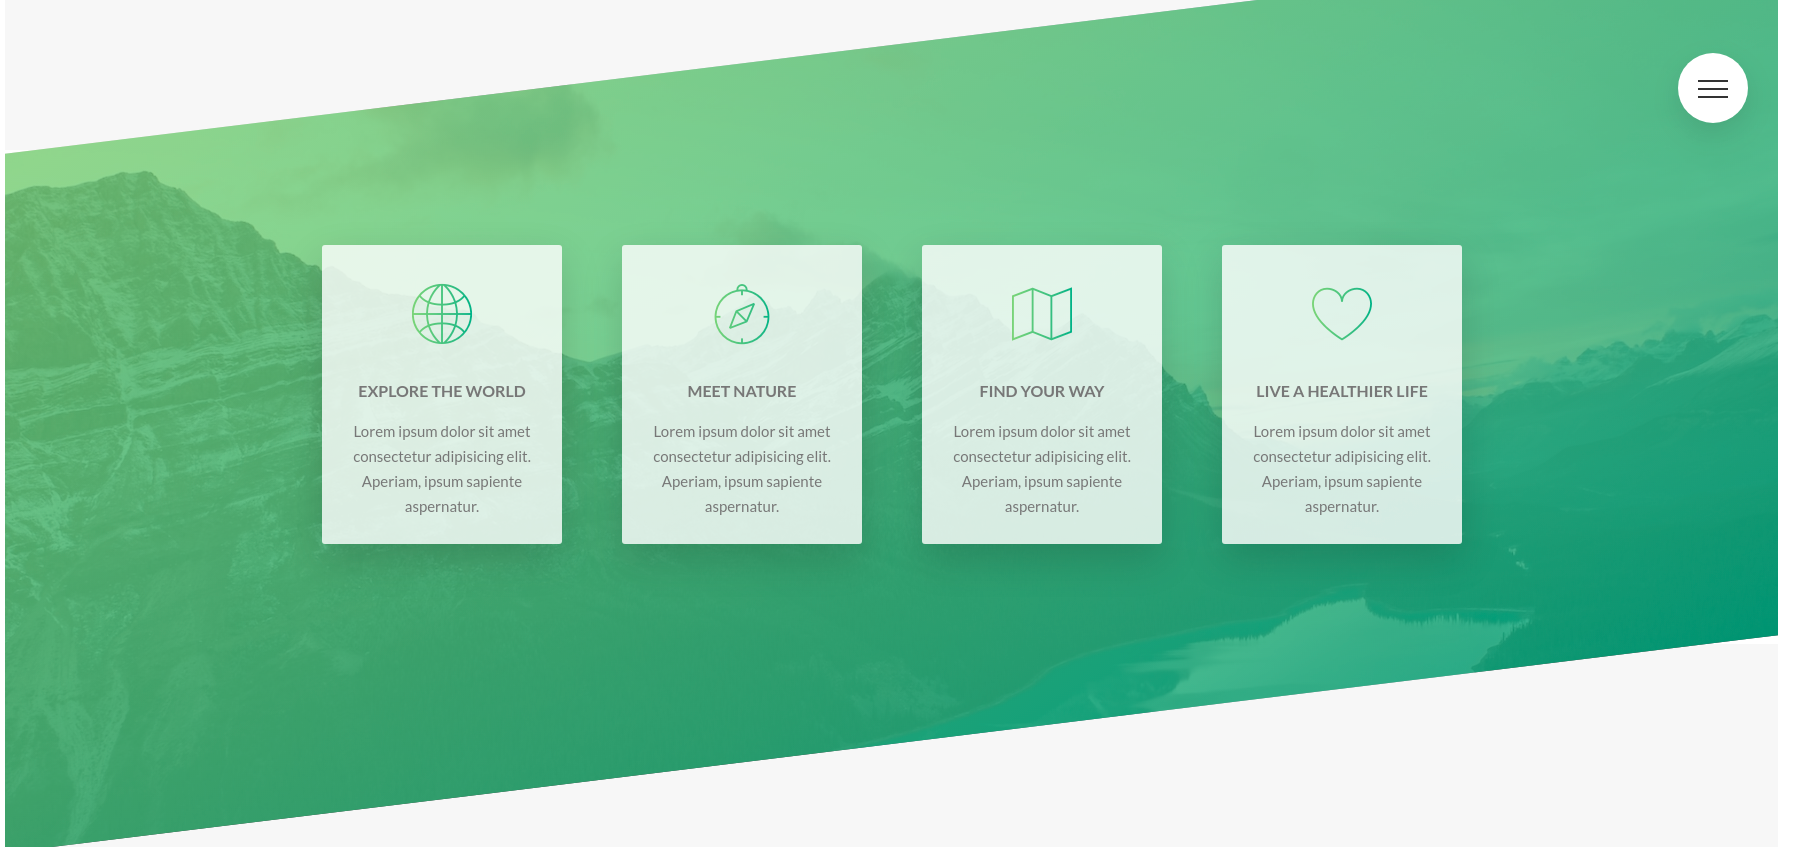 EXPLORE THE WORLD
Lorem ipsum dolor sit amet
consectetur adipisicing elit.
Aperiam, ipsum sapiente
aspernatur.
MEET NATURE
Lorem ipsum dolor sit amet
consectetur adipisicing elit.
Aperiam, ipsum sapiente
aspernatur.
FIND YOUR WAY
Lorem ipsum dolor sit amet
consectetur adipisicing elit.
Aperiam, ipsum sapiente
aspernatur.
LIVE A HEALTHIER LIFE
Lorem ipsum dolor sit amet
consectetur adipisicing elit.
Aperiam, ipsum sapiente
aspernatur.